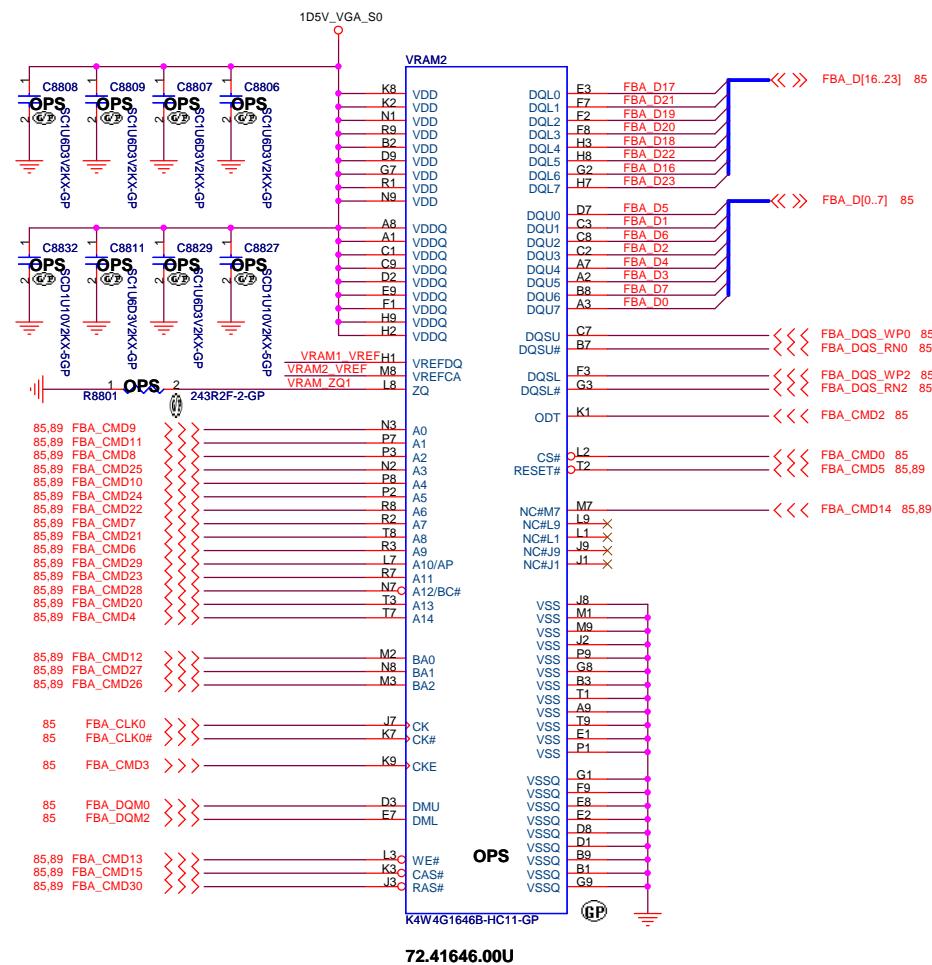 1D5V_VGA_S0
VRAM2
C8808 C8809 C8807 C8806
1 1 1 1
OPS OPS OPS OPS
2 2 2 2
G/P G/P G/P G/P
SC1U6D3V2KX-GP SC1U6D3V2KX-GP SC1U6D3V2KX-GP SC1U6D3V2KX-GP
C8832 C8811 C8829 C8827
1 1 1 1
OPS OPS OPS OPS
2 2 2 2
G/P G/P G/P G/P
SCD1U10V2KX-5GP SC1U6D3V2KX-GP SC1U6D3V2KX-GP SCD1U10V2KX-5GP
K8 VDD
K2 VDD
N1 VDD
R9 VDD
B2 VDD
D9 VDD
G7 VDD
R1 VDD
N9 VDD
A8 VDDQ
A1 VDDQ
C1 VDDQ
C9 VDDQ
D2 VDDQ
E9 VDDQ
F1 VDDQ
H9 VDDQ
H2 VDDQ
VRAM1_VREF H1 VREFDQ
VRAM2_VREF M8 VREFCA
VRAM_ZQ1 L8 ZQ
1 OPS 2
R8801 243R2F-2-GP
85,89 FBA_CMD9 N3 A0
85,89 FBA_CMD11 P7 A1
85,89 FBA_CMD8 P3 A2
85,89 FBA_CMD25 N2 A3
85,89 FBA_CMD10 P8 A4
85,89 FBA_CMD24 P2 A5
85,89 FBA_CMD22 R8 A6
85,89 FBA_CMD7 R2 A7
85,89 FBA_CMD21 T8 A8
85,89 FBA_CMD6 R3 A9
85,89 FBA_CMD29 L7 A10/AP
85,89 FBA_CMD23 R7 A11
85,89 FBA_CMD28 N7 A12/BC#
85,89 FBA_CMD20 T3 A13
85,89 FBA_CMD4 T7 A14
85,89 FBA_CMD12 M2 BA0
85,89 FBA_CMD27 N8 BA1
85,89 FBA_CMD26 M3 BA2
85 FBA_CLK0 J7 CK
85 FBA_CLK0# K7 CK#
85 FBA_CMD3 K9 CKE
85 FBA_DQM0 D3 DMU
85 FBA_DQM2 E7 DML
85,89 FBA_CMD13 L3 WE#
85,89 FBA_CMD15 K3 CAS#
85,89 FBA_CMD30 J3 RAS#
DQL0 E3 FBA_D17
DQL1 F7 FBA_D21
DQL2 F2 FBA_D19
DQL3 F8 FBA_D20
DQL4 H3 FBA_D18
DQL5 H8 FBA_D22
DQL6 G2 FBA_D16
DQL7 H7 FBA_D23
FBA_D[16..23] 85
DQU0 D7 FBA_D5
DQU1 C3 FBA_D1
DQU2 C8 FBA_D6
DQU3 C2 FBA_D2
DQU4 A7 FBA_D4
DQU5 A2 FBA_D3
DQU6 B8 FBA_D7
DQU7 A3 FBA_D0
FBA_D[0..7] 85
DQSU C7 FBA_DQS_WP0 85
DQSU# B7 FBA_DQS_RN0 85
DQSL F3 FBA_DQS_WP2 85
DQSL# G3 FBA_DQS_RN2 85
ODT K1 FBA_CMD2 85
CS# L2 FBA_CMD0 85
RESET# T2 FBA_CMD5 85,89
NC#M7 M7 FBA_CMD14 85,89
NC#L9 L9
NC#L1 L1
NC#J9 J9
NC#J1 J1
VSS J8
VSS M1
VSS M9
VSS J2
VSS P9
VSS G8
VSS B3
VSS T1
VSS A9
VSS T9
VSS E1
VSS P1
VSSQ G1
VSSQ F9
VSSQ E8
VSSQ E2
VSSQ D8
VSSQ D1
VSSQ B9
VSSQ B1
VSSQ G9
OPS
GP
K4W4G1646B-HC11-GP
72.41646.00U